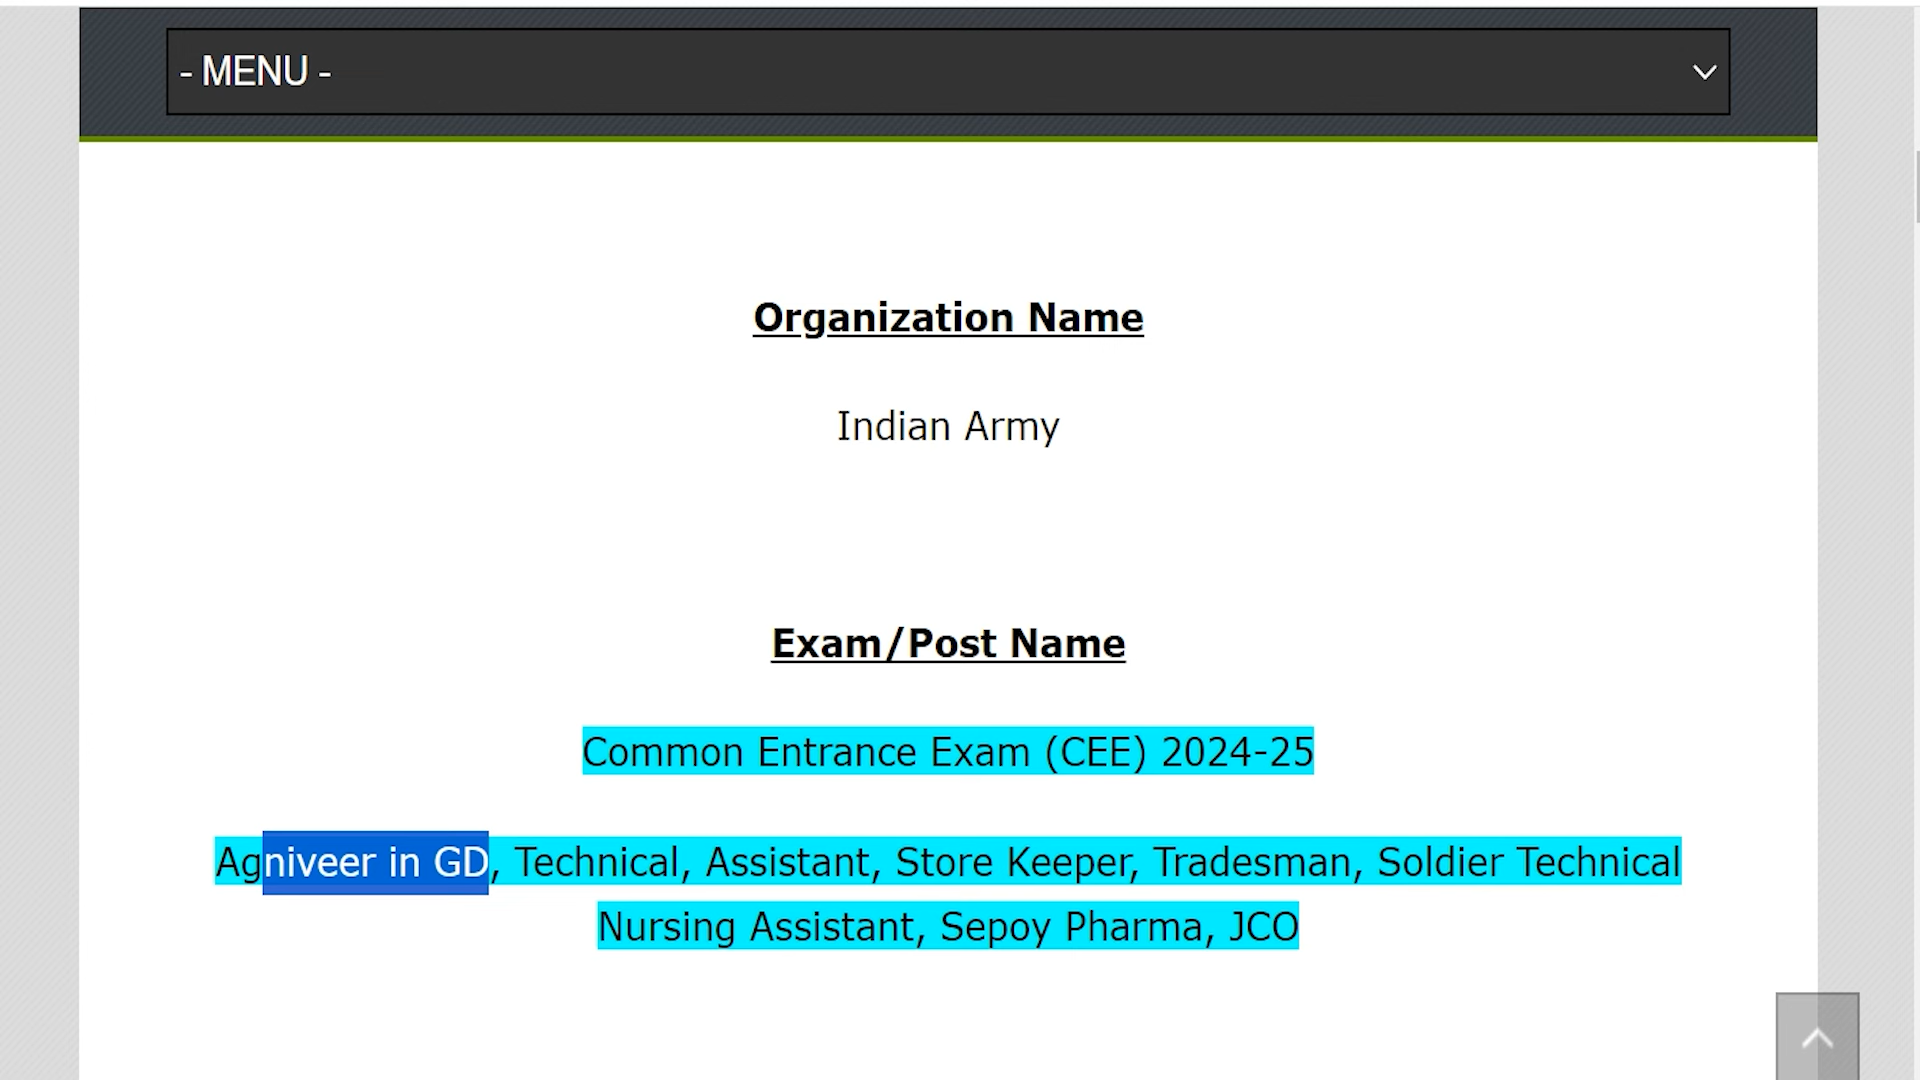 - MENU -
Organization Name
Indian Army
Exam/Post Name
Common Entrance Exam (CEE) 2024-25
Agniveer in GD, Technical, Assistant, Store Keeper, Tradesman, Soldier Technical
Nursing Assistant, Sepoy Pharma, JCO